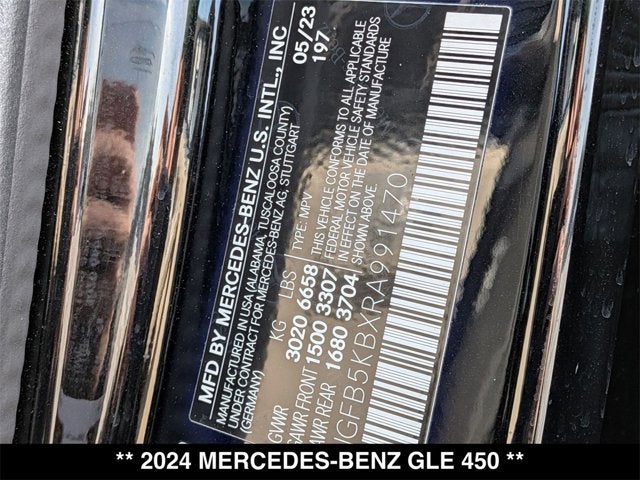 MFD BY MERCEDES-BENZ U.S. INTL., INC
MANUFACTURED IN USA (ALABAMA, TUSCALOOSA COUNTY)
UNDER CONTRACT FOR MERCEDES-BENZ AG, STUTTGART
(GERMANY)
05/23
197
KG LBS TYPE: MPV
GVWR 3020 6658
GAWR FRONT 1500 3307
GAWR REAR 1680 3704
THIS VEHICLE CONFORMS TO ALL APPLICABLE
FEDERAL MOTOR VEHICLE SAFETY STANDARDS
IN EFFECT ON THE DATE OF MANUFACTURE
SHOWN ABOVE.
GFB5KBXRA991470
** 2024 MERCEDES-BENZ GLE 450 **